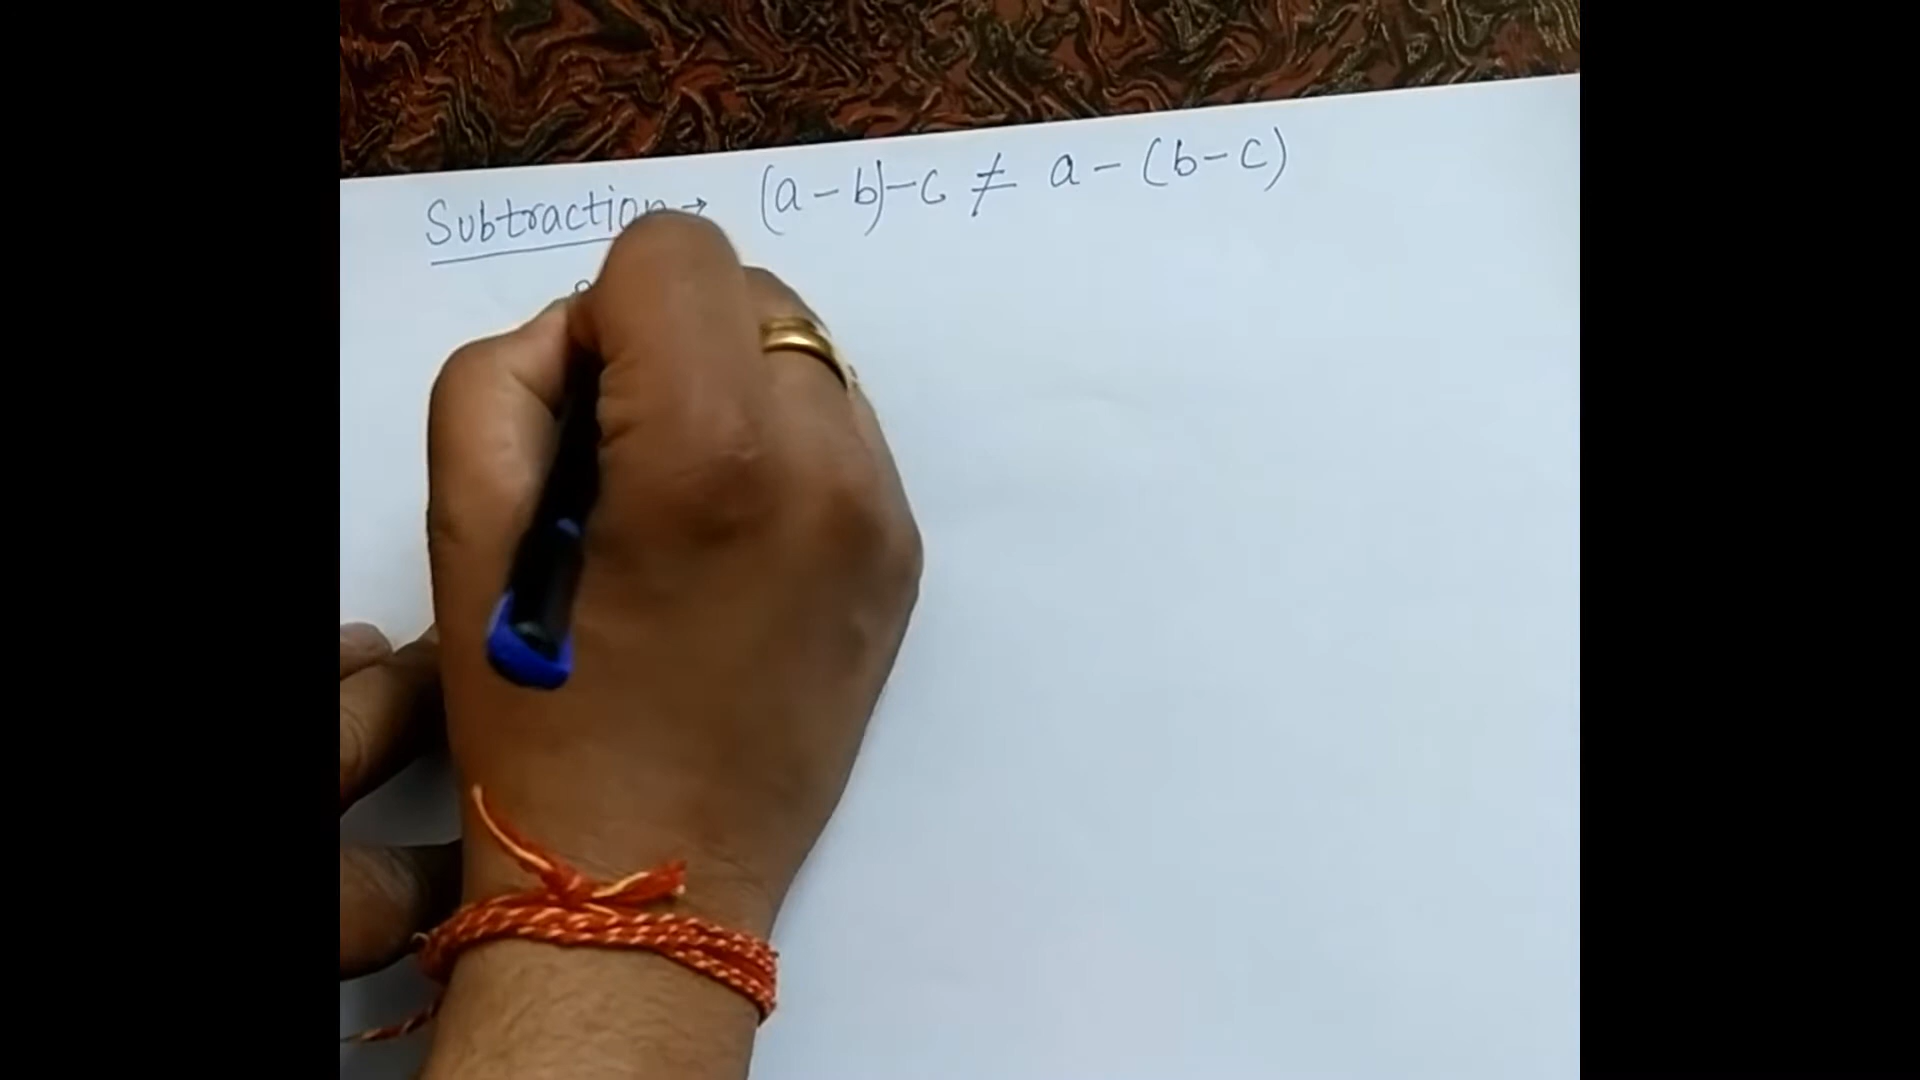 Subtraction → (a-b)-c ≠ a-(b-c)